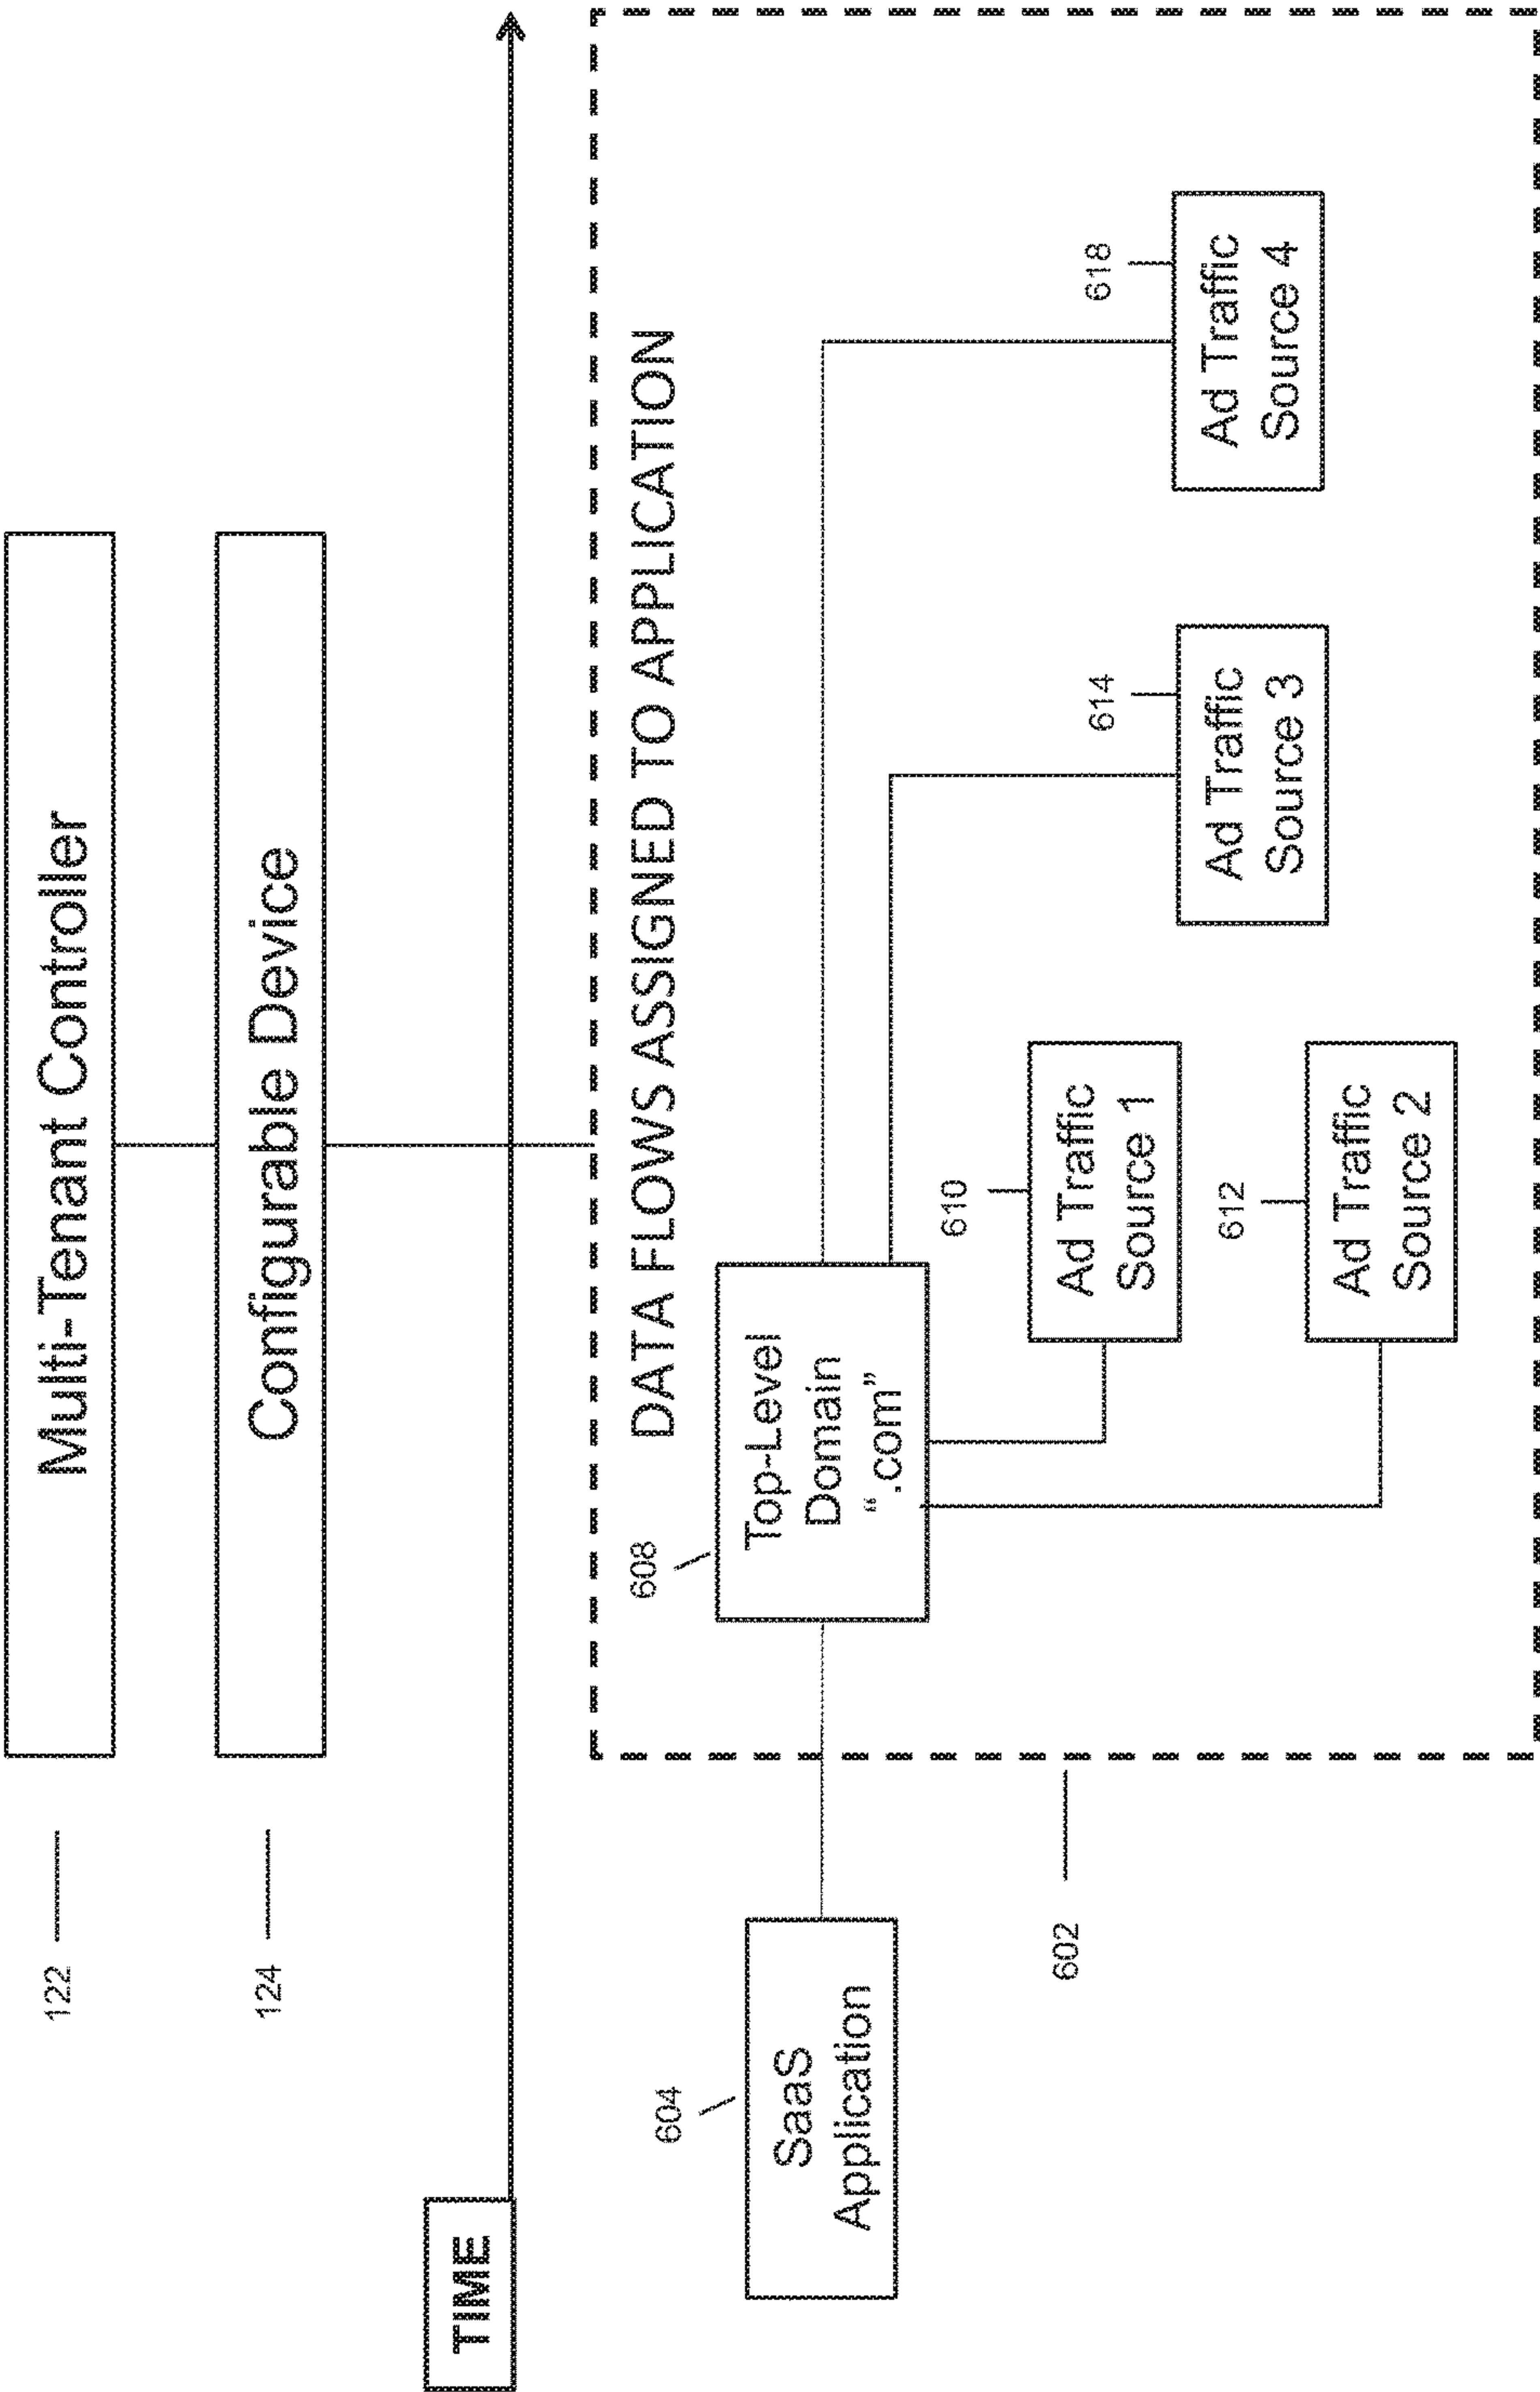 122
Multi-Tenant Controller
124
Configurable Device
TIME
DATA FLOWS ASSIGNED TO APPLICATION
604
SaaS
Application
608
Top-Level
Domain
“.com”
602
610
Ad Traffic
Source 1
612
Ad Traffic
Source 2
614
Ad Traffic
Source 3
618
Ad Traffic
Source 4